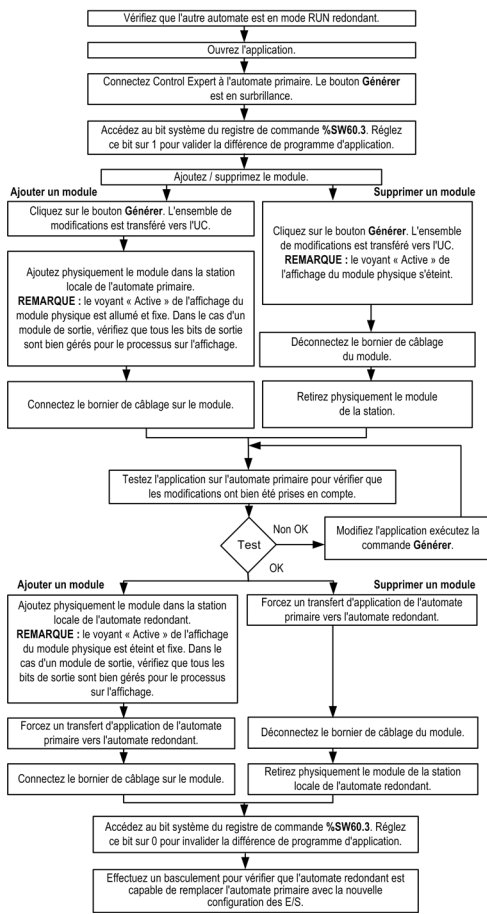 Vérifiez que l'autre automate est en mode RUN redondant.
Ouvrez l'application.
Connectez Control Expert à l'automate primaire. Le bouton Générer
est en surbrillance.
Accédez au bit système du registre de commande %SW60.3. Réglez
ce bit sur 1 pour valider la différence de programme d'application.
Ajoutez / supprimez le module.
Ajouter un module
Cliquez sur le bouton Générer. L'ensemble de
modifications est transféré vers l'UC.
Ajoutez physiquement le module dans la station
locale de l'automate primaire.
REMARQUE : le voyant « Active » de l'affichage du
module physique est allumé et fixe. Dans le cas d'un
module de sortie, vérifiez que tous les bits de sortie
sont bien gérés pour le processus sur l'affichage.
Connectez le bornier de câblage sur le module.
Supprimer un module
Cliquez sur le bouton Générer. L'ensemble
de modifications est transféré vers l'UC.
REMARQUE : le voyant « Active » de
l'affichage du module physique s'éteint.
Déconnectez le bornier de câblage
du module.
Retirez physiquement le module
de la station.
Testez l'application sur l'automate primaire pour vérifier que
les modifications ont bien été prises en compte.
Test
Non OK
Modifiez l'application exécutez la
commande Générer.
OK
Ajouter un module
Ajoutez physiquement le module dans la station
locale de l'automate redondant.
REMARQUE : le voyant « Active » de l'affichage
du module physique est éteint et fixe. Dans le
cas d'un module de sortie, vérifiez que tous les
bits de sortie sont bien gérés pour le processus
sur l'affichage.
Forcez un transfert d'application de l'automate
primaire vers l'automate redondant.
Connectez le bornier de câblage sur le module.
Supprimer un module
Forcez un transfert d'application de l'automate
primaire vers l'automate redondant.
Déconnectez le bornier de câblage du module.
Retirez physiquement le module de la station
locale de l'automate redondant.
Accédez au bit système du registre de commande %SW60.3. Réglez
ce bit sur 0 pour invalider la différence de programme d'application.
Effectuez un basculement pour vérifier que l'automate redondant est
capable de remplacer l'automate primaire avec la nouvelle
configuration des E/S.